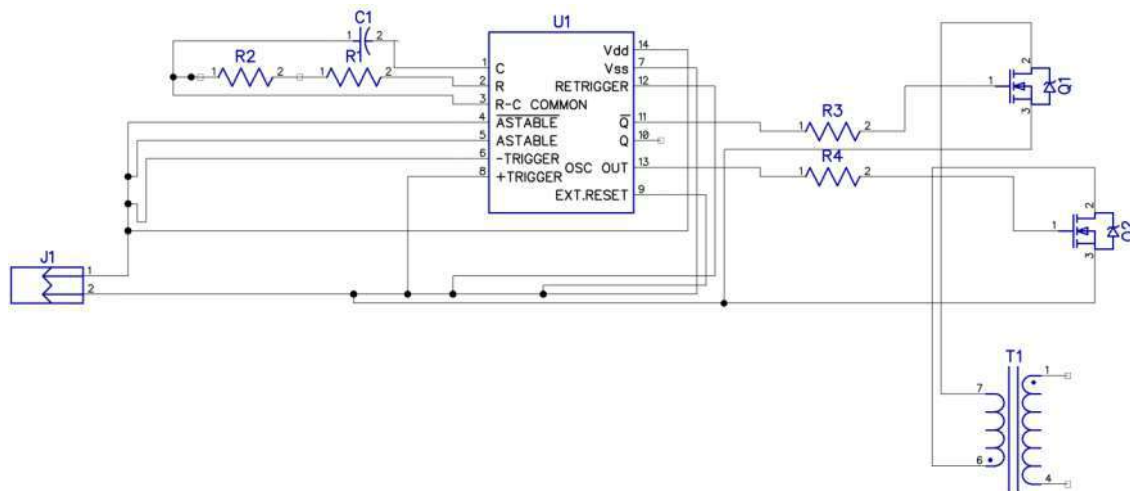 C1
1 2
R2
1 2
R1
1 2
U1
1 C
2 R
3 R-C COMMON
4 ASTABLE
5 ASTABLE
6 -TRIGGER
8 +TRIGGER
Vdd 14
Vss 7
RETRIGGER 12
Q 11
Q 10
OSC OUT 13
EXT.RESET 9
R3
1 2
R4
1 2
Q1
1
2
3
Q2
1
2
3
J1
1
2
T1
7
6
1
4